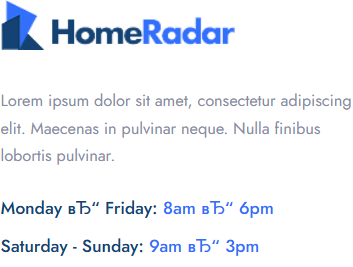 HomeRadar
Lorem ipsum dolor sit amet, consectetur adipiscing
elit. Maecenas in pulvinar neque. Nulla finibus
lobortis pulvinar.
Monday вЂ“ Friday: 8am вЂ“ 6pm
Saturday - Sunday: 9am вЂ“ 3pm